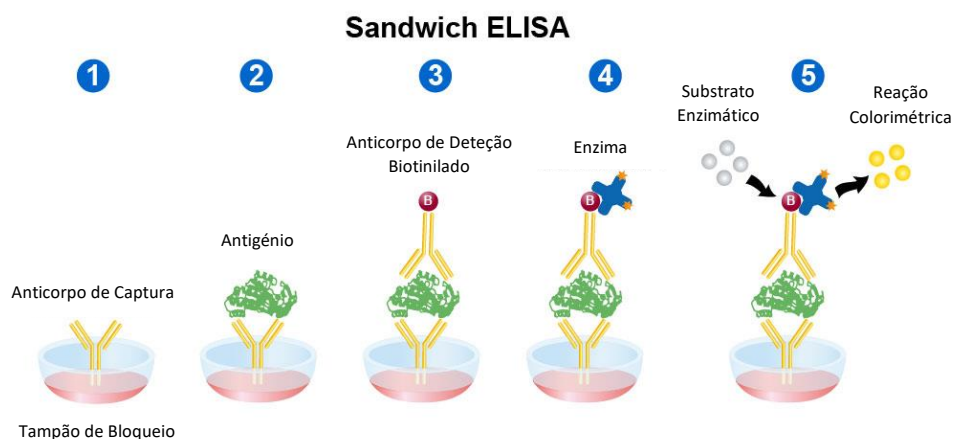 Sandwich ELISA
1
2
3
4
5
Anticorpo de Captura
Tampão de Bloqueio
Antigénio
Anticorpo de Deteção
Biotinilado
B
Enzima
B
Substrato
Enzimático
Reação
Colorimétrica
B